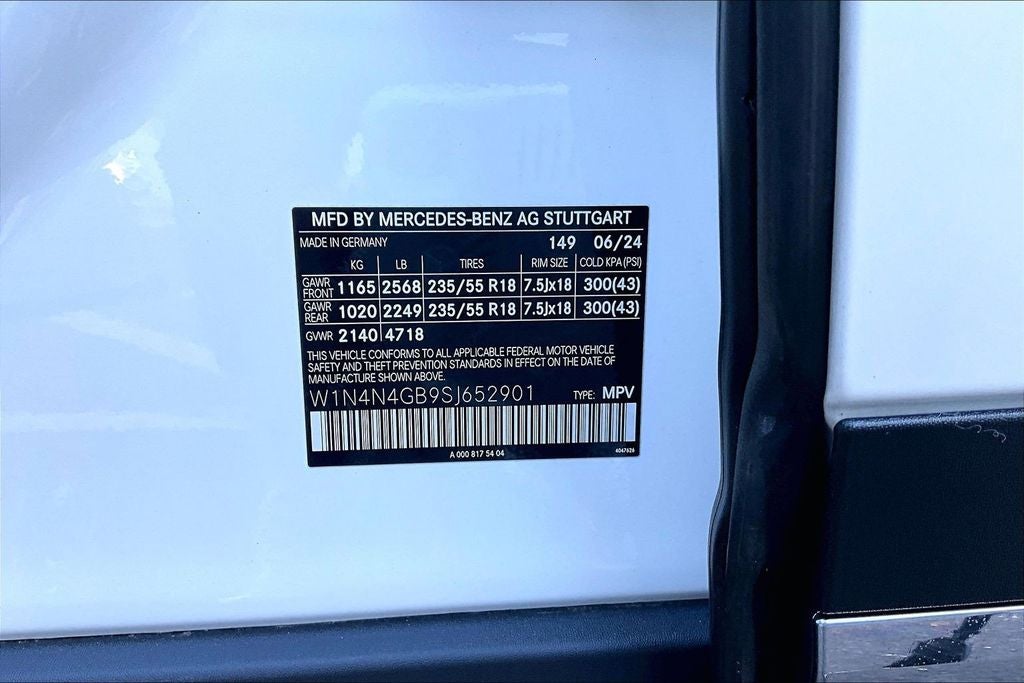 MFD BY MERCEDES-BENZ AG STUTTGART
MADE IN GERMANY 149 06/24
KG LB TIRES RIM SIZE COLD KPA (PSI)
GAWR FRONT 1165 2568 235/55 R18 7.5Jx18 300(43)
GAWR REAR 1020 2249 235/55 R18 7.5Jx18 300(43)
GVWR 2140 4718
THIS VEHICLE CONFORMS TO ALL APPLICABLE FEDERAL MOTOR VEHICLE
SAFETY AND THEFT PREVENTION STANDARDS IN EFFECT ON THE DATE OF
MANUFACTURE SHOWN ABOVE.
W1N4N4GB9SJ652901 TYPE: MPV
A 000 817 54 04 4047626